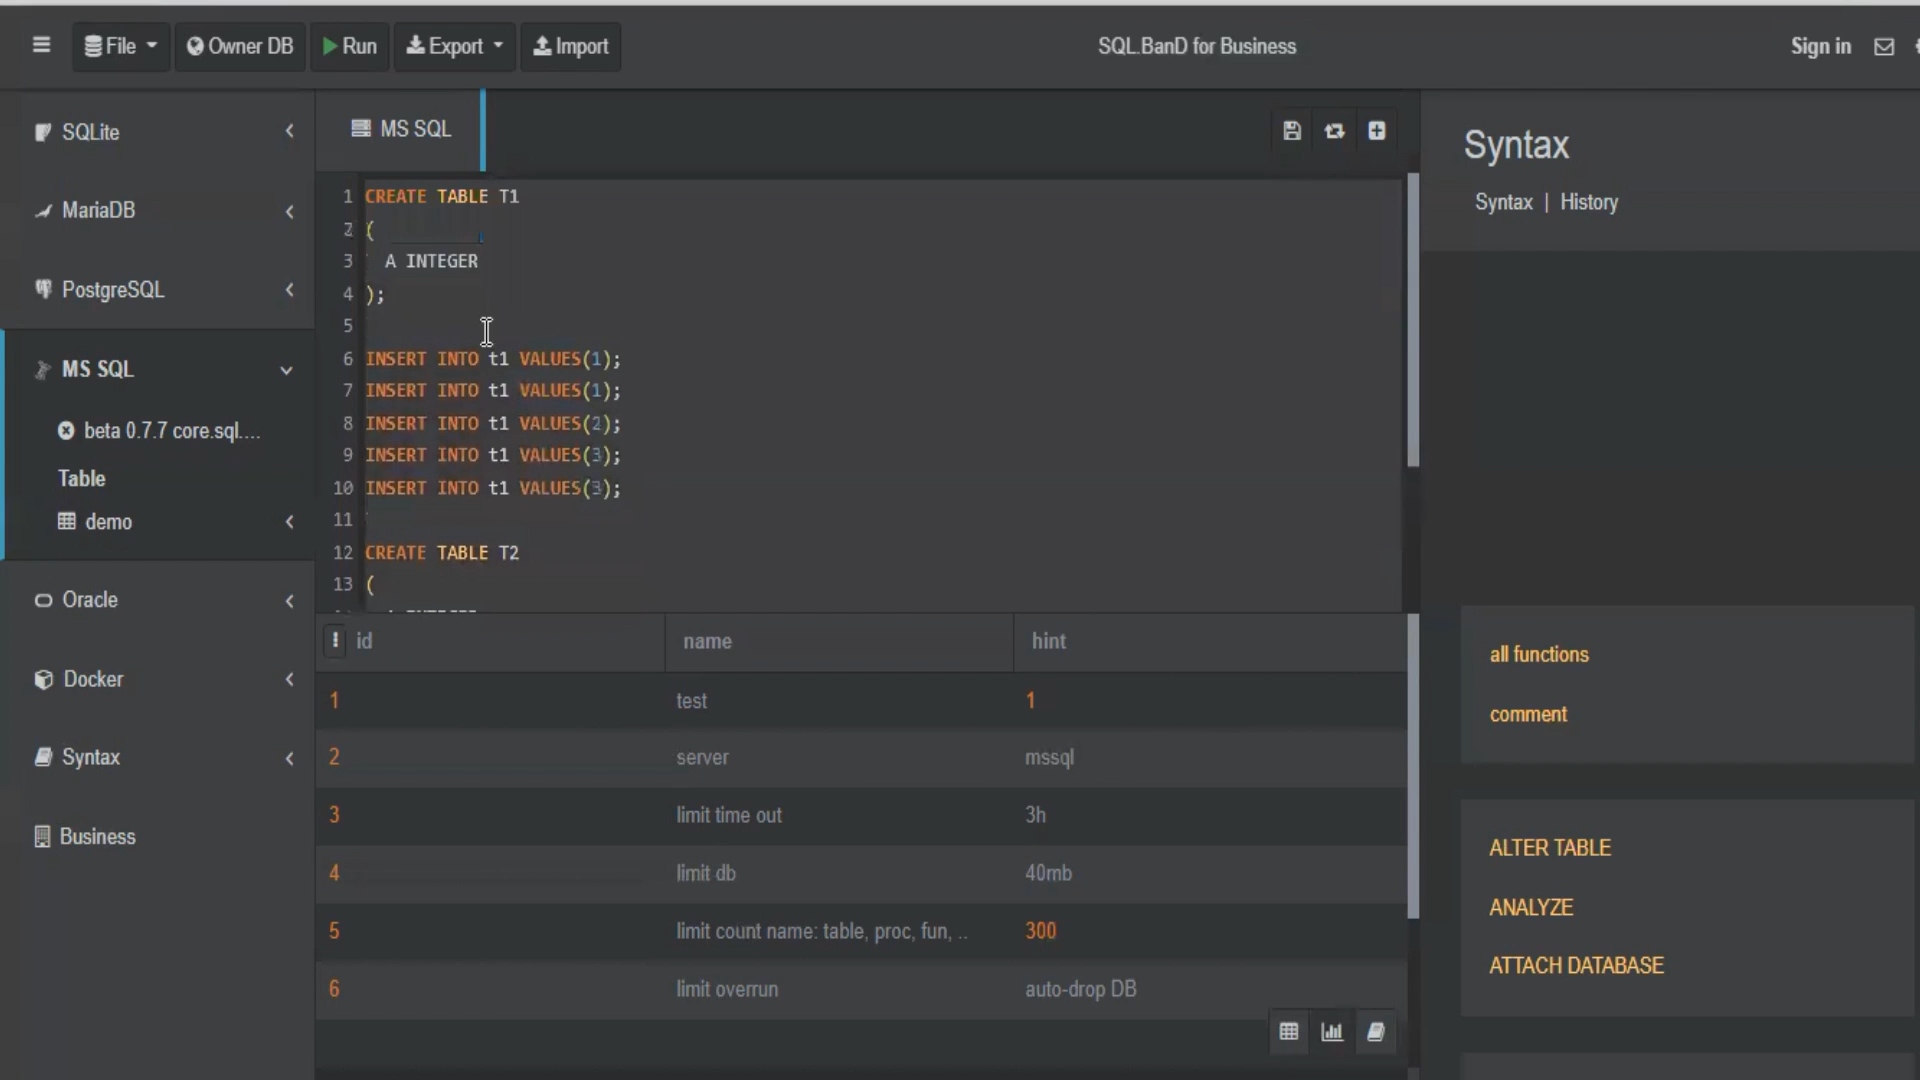 File
Owner DB
Run
Export
Import
SQL.BanD for Business
Sign in
SQLite
MariaDB
PostgreSQL
MS SQL
beta 0.7.7 core.sql....
Table
demo
Oracle
Docker
Syntax
Business
MS SQL
1 CREATE TABLE T1
2 (
3 A INTEGER
4 );
5
6 INSERT INTO t1 VALUES(1);
7 INSERT INTO t1 VALUES(1);
8 INSERT INTO t1 VALUES(2);
9 INSERT INTO t1 VALUES(3);
10 INSERT INTO t1 VALUES(3);
11
12 CREATE TABLE T2
13 (
id name hint
1 test 1
2 server mssql
3 limit time out 3h
4 limit db 40mb
5 limit count name: table, proc, fun, .. 300
6 limit overrun auto-drop DB
Syntax
Syntax | History
all functions
comment
ALTER TABLE
ANALYZE
ATTACH DATABASE